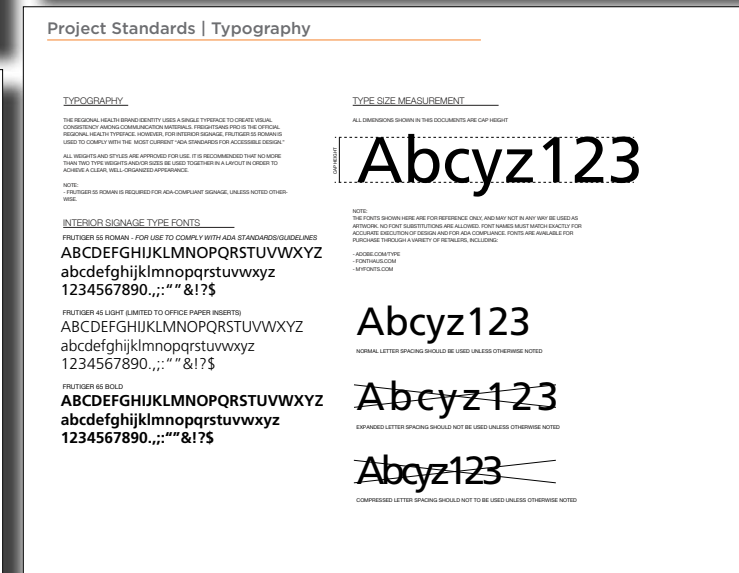 Project Standards | Typography
TYPOGRAPHY
THE REGIONAL HEALTH BRAND IDENTITY USES A SINGLE TYPEFACE TO CREATE VISUAL
CONSISTENCY AMONG COMMUNICATION MATERIALS. FREIGHTSANS PRO IS THE OFFICIAL
REGIONAL HEALTH TYPEFACE. HOWEVER, FOR INTERIOR SIGNAGE, FRUTIGER 55 ROMAN IS
USED TO COMPLY WITH THE MOST CURRENT "ADA STANDARDS FOR ACCESSIBLE DESIGN."
ALL WEIGHTS AND STYLES ARE APPROVED FOR USE. IT IS RECOMMENDED THAT NO MORE
THAN TWO TYPE WEIGHTS AND/OR SIZES BE USED TOGETHER IN A LAYOUT IN ORDER TO
ACHIEVE A CLEAR, WELL-ORGANIZED APPEARANCE.
NOTE:
- FRUTIGER 55 ROMAN IS REQUIRED FOR ADA-COMPLIANT SIGNAGE, UNLESS NOTED OTHER-
WISE.
INTERIOR SIGNAGE TYPE FONTS
FRUTIGER 55 ROMAN - FOR USE TO COMPLY WITH ADA STANDARDS/GUIDELINES
ABCDEFGHIJKLMNOPQRSTUVWXYZ
abcdefghijklmnopqrstuvwxyz
1234567890.,;:“”&!?$
FRUTIGER 45 LIGHT (LIMITED TO OFFICE PAPER INSERTS)
ABCDEFGHIJKLMNOPQRSTUVWXYZ
abcdefghijklmnopqrstuvwxyz
1234567890.,;:“”&!?$
FRUTIGER 65 BOLD
ABCDEFGHIJKLMNOPQRSTUVWXYZ
abcdefghijklmnopqrstuvwxyz
1234567890.,;:“”&!?$
TYPE SIZE MEASUREMENT
ALL DIMENSIONS SHOWN IN THIS DOCUMENTS ARE CAP HEIGHT
CAP HEIGHT
Abcyz123
NOTE:
THE FONTS SHOWN HERE ARE FOR REFERENCE ONLY, AND MAY NOT IN ANY WAY BE USED AS
ARTWORK. NO FONT SUBSTITUTIONS ARE ALLOWED. FONT NAMES MUST MATCH EXACTLY FOR
ACCURATE EXECUTION OF DESIGN AND FOR ADA COMPLIANCE. FONTS ARE AVAILABLE FOR
PURCHASE THROUGH A VARIETY OF RETAILERS, INCLUDING:
- ADOBE.COM/TYPE
- FONTHAUS.COM
- MYFONTS.COM
Abcyz123
NORMAL LETTER SPACING SHOULD BE USED UNLESS OTHERWISE NOTED
Abcyz123
EXPANDED LETTER SPACING SHOULD NOT BE USED UNLESS OTHERWISE NOTED
Abcyz123
COMPRESSED LETTER SPACING SHOULD NOT TO BE USED UNLESS OTHERWISE NOTED